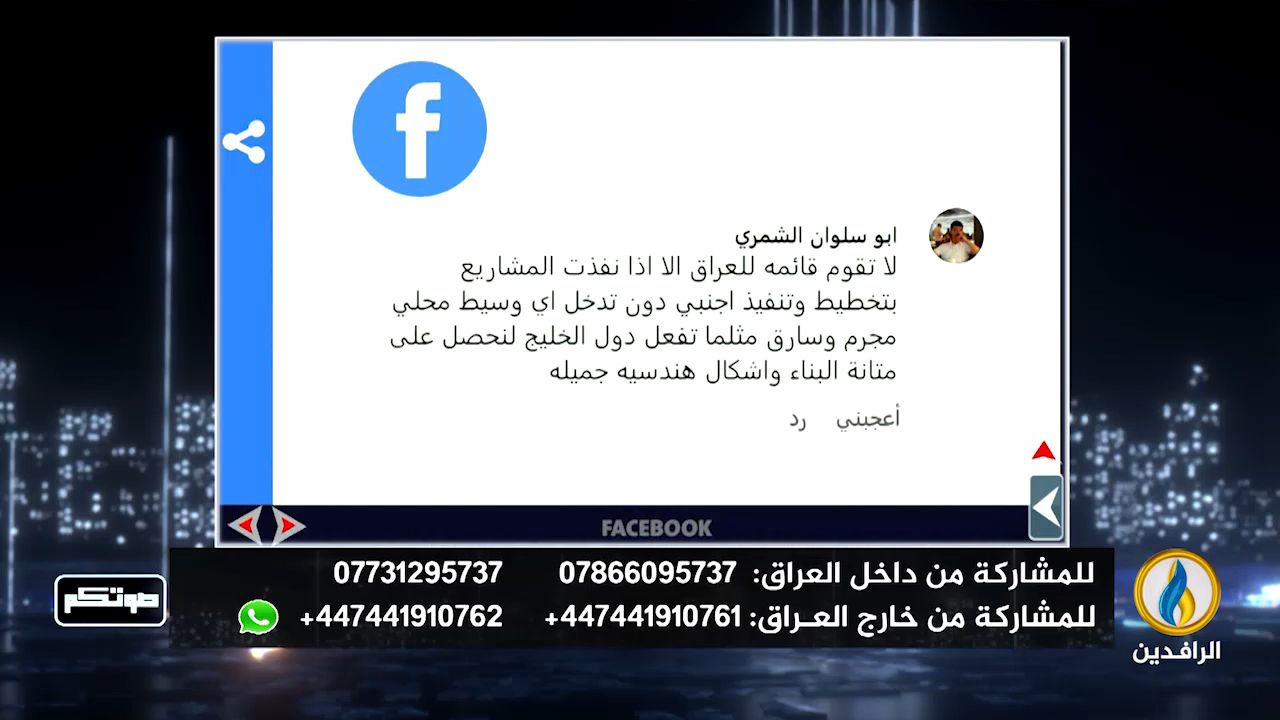 ابو سلوان الشمري
لا تقوم قائمه للعراق الا اذا نفذت المشاريع
بتخطيط وتنفيذ اجنبي دون تدخل اي وسيط محلي
مجرم وسارق مثلما تفعل دول الخليج لنحصل على
متانة البناء واشكال هندسيه جميله
أعجبني رد
FACEBOOK
للمشاركة من داخل العراق: 07866095737 07731295737
للمشاركة من خارج العـراق: +447441910761 +447441910762
صوتكم
الرافدين